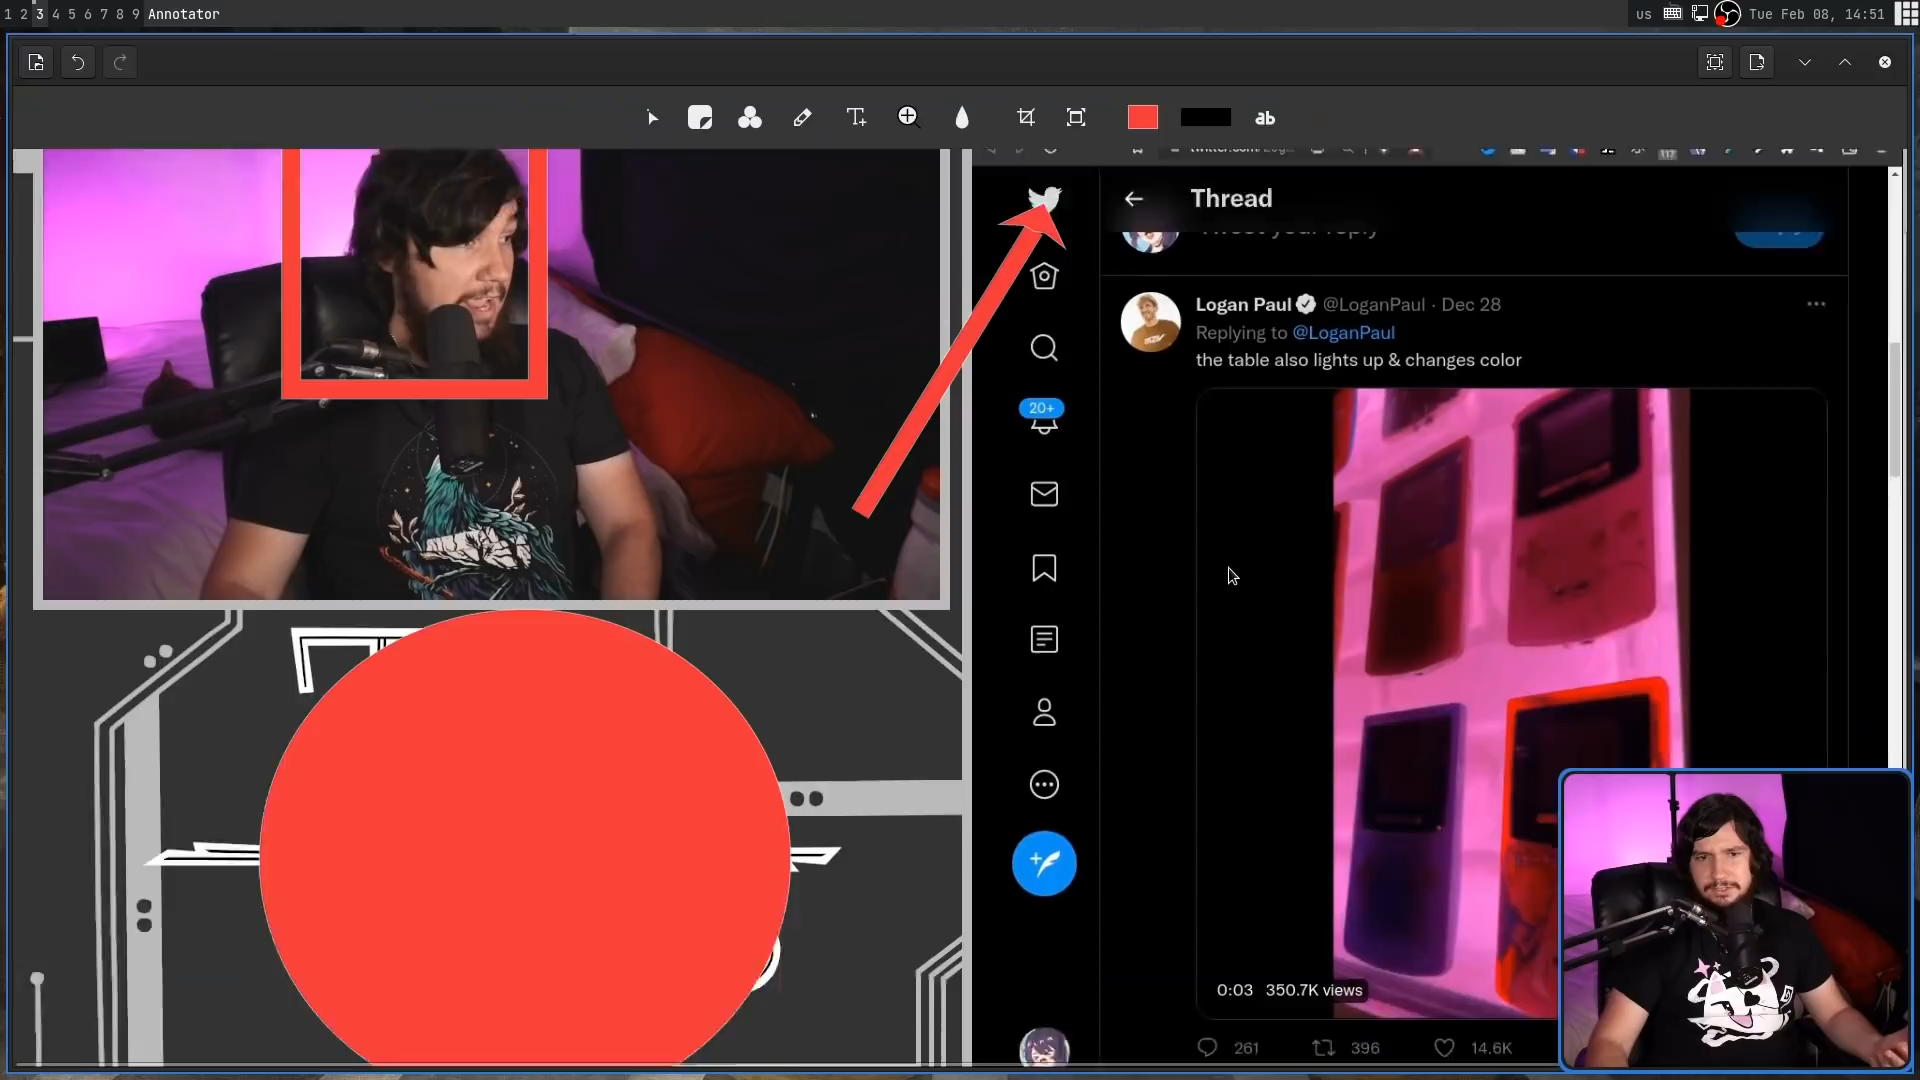 1 2 3 4 5 6 7 8 9 Annotator
us Tue Feb 08, 14:51
ab
Thread
Logan Paul @LoganPaul · Dec 28
Replying to @LoganPaul
the table also lights up & changes color
20+
0:03 350.7K views
261 396 14.6K